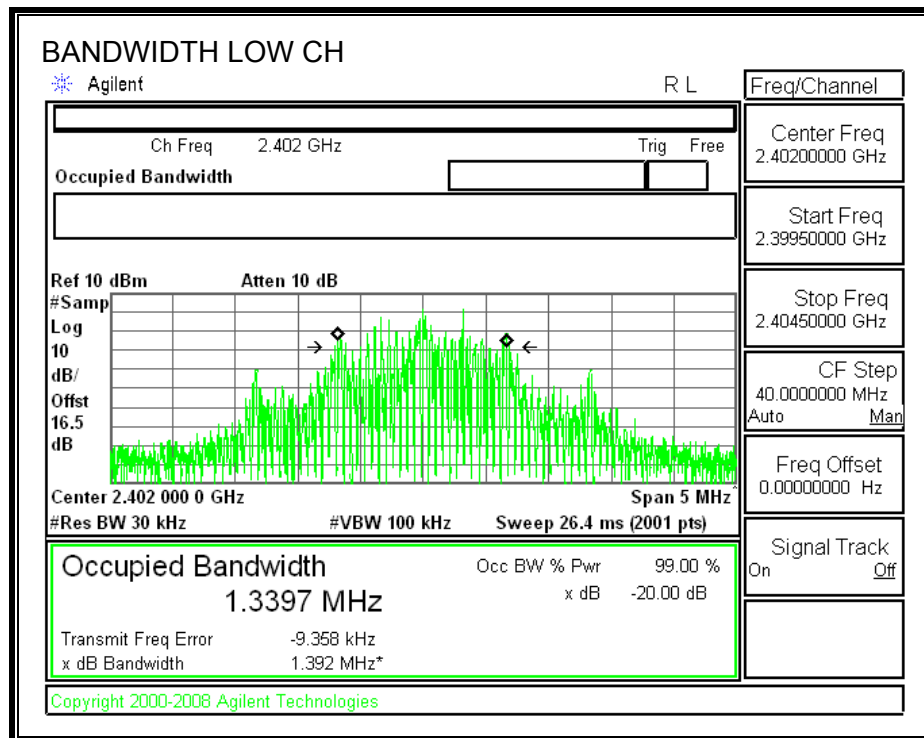 BANDWIDTH LOW CH
Agilent R L
Freq/Channel
Ch Freq 2.402 GHz Trig Free
Occupied Bandwidth
Center Freq
2.40200000 GHz
Start Freq
2.39950000 GHz
Stop Freq
2.40450000 GHz
CF Step
40.0000000 MHz
Auto Man
Freq Offset
0.00000000 Hz
Signal Track
On Off
Ref 10 dBm Atten 10 dB
#Samp
Log
10
dB/
Offst
16.5
dB
Center 2.402 000 0 GHz Span 5 MHz
#Res BW 30 kHz #VBW 100 kHz Sweep 26.4 ms (2001 pts)
Occupied Bandwidth Occ BW % Pwr 99.00 %
1.3397 MHz x dB -20.00 dB
Transmit Freq Error -9.358 kHz
x dB Bandwidth 1.392 MHz*
Copyright 2000-2008 Agilent Technologies